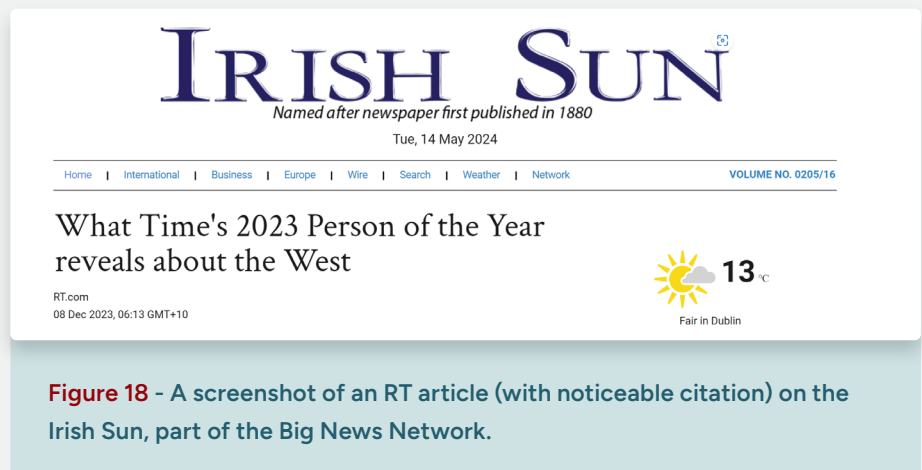 IRISH SUN
Named after newspaper first published in 1880
Tue, 14 May 2024
Home | International | Business | Europe | Wire | Search | Weather | Network VOLUME NO. 0205/16
What Time's 2023 Person of the Year
reveals about the West
RT.com
08 Dec 2023, 06:13 GMT+10
13 °C
Fair in Dublin
Figure 18 - A screenshot of an RT article (with noticeable citation) on the
Irish Sun, part of the Big News Network.